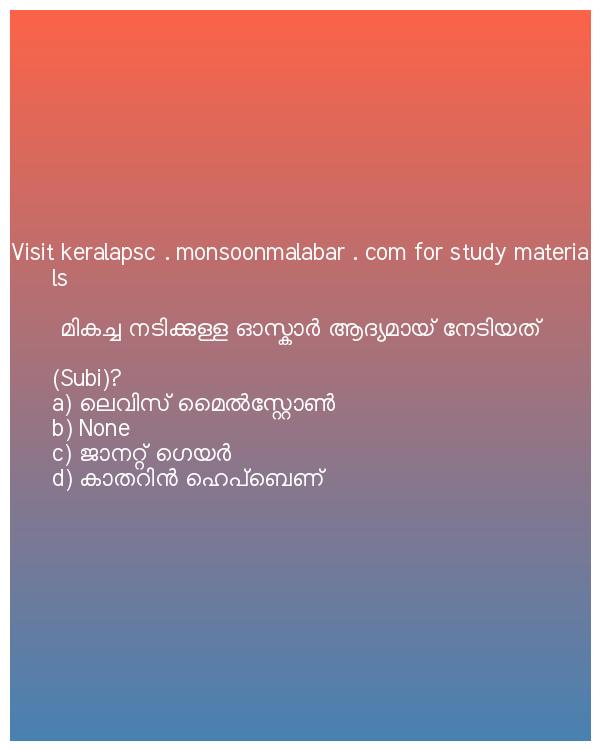 Visit keralapsc . monsoonmalabar . com for study materia
ls
മികച്ച നടിക്കുള്ള ഓസ്കാർ ആദ്യമായ് നേടിയത്
(Subi)?
a) ലെവിസ് മൈൽസ്റ്റോൺ
b) None
c) ജാനറ്റ് ഗെയർ
d) കാതറിൻ ഹെപ്ബെണ്